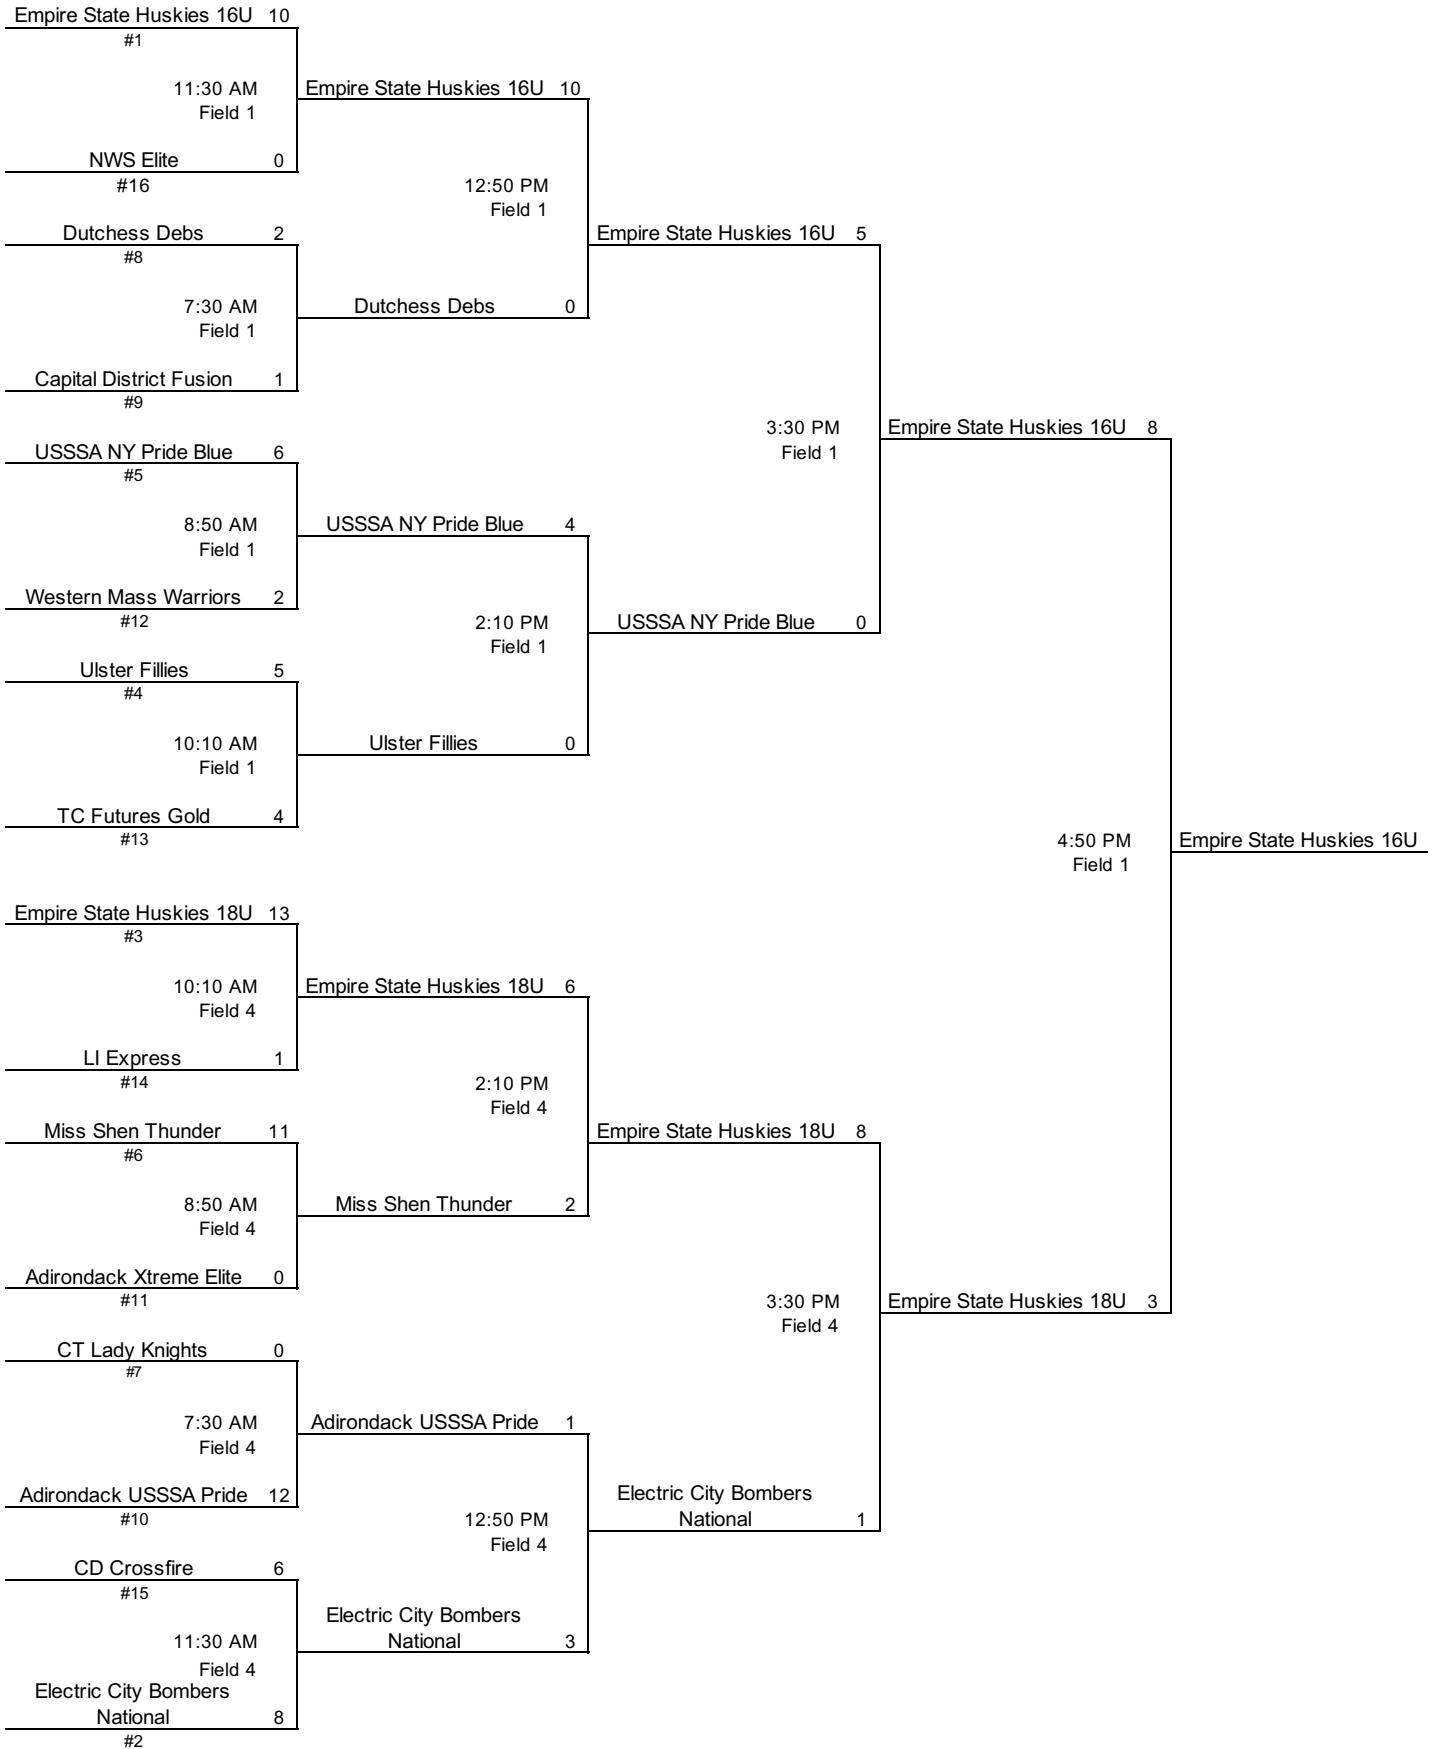 Empire State Huskies 16U 10
#1
11:30 AM
Field 1
NWS Elite 0
#16
Dutchess Debs 2
#8
7:30 AM
Field 1
Capital District Fusion 1
#9
USSSA NY Pride Blue 6
#5
8:50 AM
Field 1
Western Mass Warriors 2
#12
Ulster Fillies 5
#4
10:10 AM
Field 1
TC Futures Gold 4
#13
Empire State Huskies 18U 13
#3
10:10 AM
Field 4
LI Express 1
#14
Miss Shen Thunder 11
#6
8:50 AM
Field 4
Adirondack Xtreme Elite 0
#11
CT Lady Knights 0
#7
7:30 AM
Field 4
Adirondack USSSA Pride 12
#10
CD Crossfire 6
#15
11:30 AM
Field 4
Electric City Bombers
National 8
#2
Empire State Huskies 16U 10
12:50 PM
Field 1
Dutchess Debs 0
USSSA NY Pride Blue 4
2:10 PM
Field 1
Ulster Fillies 0
Empire State Huskies 18U 6
2:10 PM
Field 4
Miss Shen Thunder 2
Adirondack USSSA Pride 1
12:50 PM
Field 4
Electric City Bombers
National 3
Empire State Huskies 16U 5
3:30 PM
Field 1
USSSA NY Pride Blue 0
Empire State Huskies 18U 8
3:30 PM
Field 4
Electric City Bombers
National 1
Empire State Huskies 16U 8
4:50 PM
Field 1
Empire State Huskies 18U 3
Empire State Huskies 16U